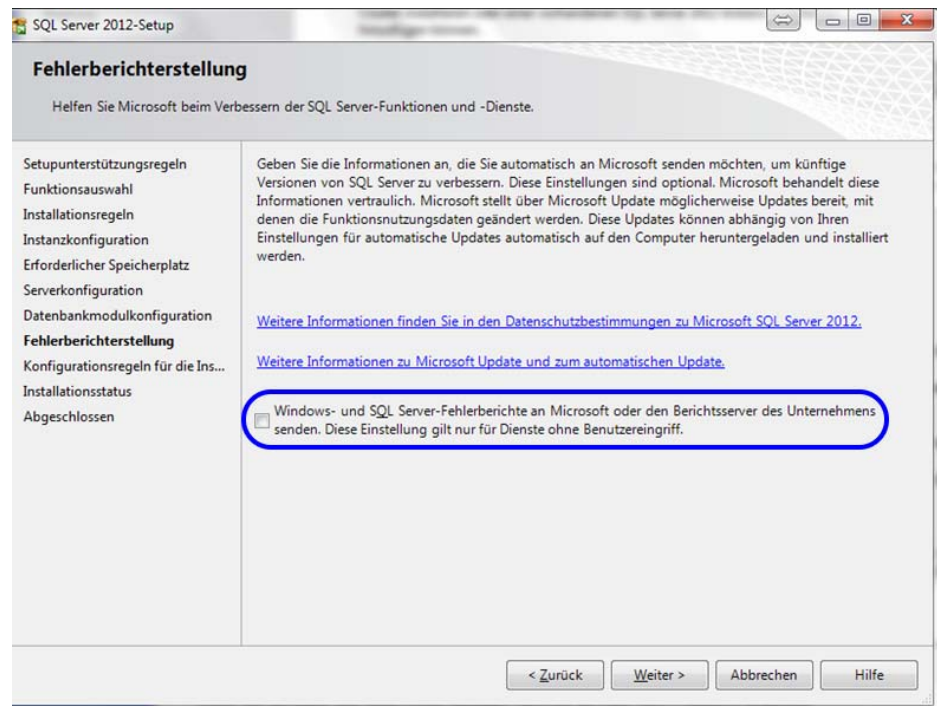 SQL Server 2012-Setup
Fehlerberichterstellung
Helfen Sie Microsoft beim Verbessern der SQL Server-Funktionen und -Dienste.
Setupunterstützungsregeln
Funktionsauswahl
Installationsregeln
Instanzkonfiguration
Erforderlicher Speicherplatz
Serverkonfiguration
Datenbankmodulkonfiguration
Fehlerberichterstellung
Konfigurationsregeln für die Ins...
Installationsstatus
Abgeschlossen
Geben Sie die Informationen an, die Sie automatisch an Microsoft senden möchten, um künftige
Versionen von SQL Server zu verbessern. Diese Einstellungen sind optional. Microsoft behandelt diese
Informationen vertraulich. Microsoft stellt über Microsoft Update möglicherweise Updates bereit, mit
denen die Funktionsnutzungsdaten geändert werden. Diese Updates können abhängig von Ihren
Einstellungen für automatische Updates automatisch auf den Computer heruntergeladen und installiert
werden.
Weitere Informationen finden Sie in den Datenschutzbestimmungen zu Microsoft SQL Server 2012.
Weitere Informationen zu Microsoft Update und zum automatischen Update.
Windows- und SQL Server-Fehlerberichte an Microsoft oder den Berichtsserver des Unternehmens
senden. Diese Einstellung gilt nur für Dienste ohne Benutzereingriff.
< Zurück
Weiter >
Abbrechen
Hilfe